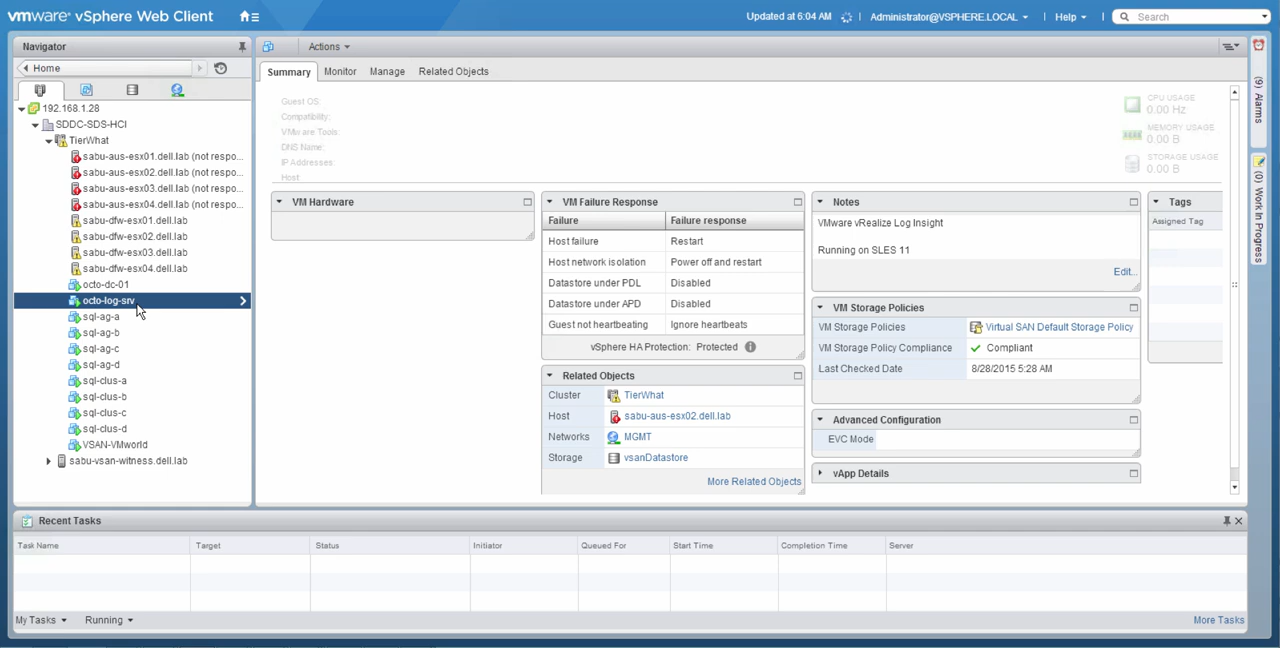 vmware® vSphere Web Client
Updated at 6:04 AM
Administrator@VSPHERE.LOCAL
Help
Search
Navigator
Home
192.168.1.28
SDDC-SDS-HCI
TierWhat
sabu-aus-esx01.dell.lab (not respo...
sabu-aus-esx02.dell.lab (not respo...
sabu-aus-esx03.dell.lab (not respo...
sabu-aus-esx04.dell.lab (not respo...
sabu-dfw-esx01.dell.lab
sabu-dfw-esx02.dell.lab
sabu-dfw-esx03.dell.lab
sabu-dfw-esx04.dell.lab
octo-dc-01
octo-log-srv
sql-ag-a
sql-ag-b
sql-ag-c
sql-ag-d
sql-clus-a
sql-clus-b
sql-clus-c
sql-clus-d
VSAN-VMworld
sabu-vsan-witness.dell.lab
Actions
Summary Monitor Manage Related Objects
Guest OS:
Compatibility:
VMware Tools:
DNS Name:
IP Addresses:
Host:
CPU USAGE
0.00 Hz
MEMORY USAGE
0.00 B
STORAGE USAGE
0.00 B
VM Hardware
VM Failure Response
Failure Failure response
Host failure Restart
Host network isolation Power off and restart
Datastore under PDL Disabled
Datastore under APD Disabled
Guest not heartbeating Ignore heartbeats
vSphere HA Protection: Protected
Related Objects
Cluster TierWhat
Host sabu-aus-esx02.dell.lab
Networks MGMT
Storage vsanDatastore
More Related Objects
Notes
VMware vRealize Log Insight
Running on SLES 11
Edit...
VM Storage Policies
VM Storage Policies Virtual SAN Default Storage Policy
VM Storage Policy Compliance Compliant
Last Checked Date 8/28/2015 5:28 AM
Advanced Configuration
EVC Mode
vApp Details
Tags
Assigned Tag
(9) Alarms
(0) Work In Progress
Recent Tasks
Task Name Target Status Initiator Queued For Start Time Completion Time Server
My Tasks Running More Tasks